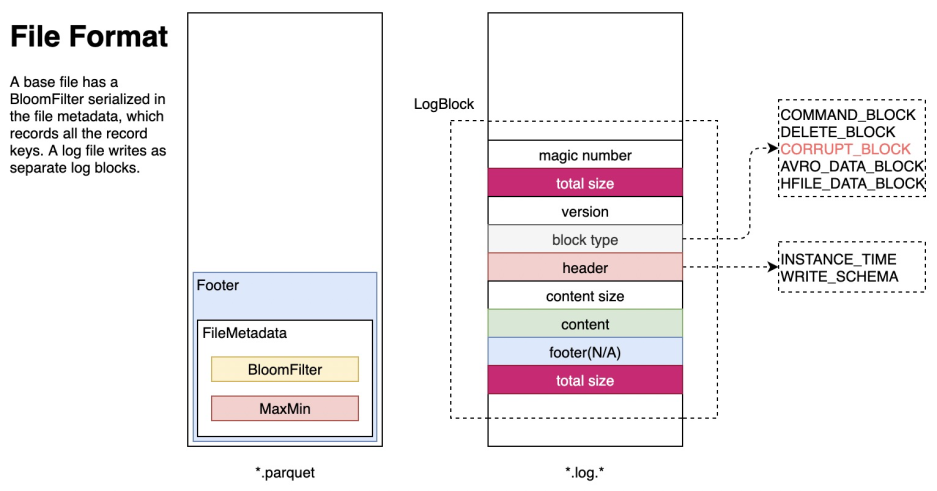 File Format
A base file has a
BloomFilter serialized in
the file metadata, which
records all the record
keys. A log file writes as
separate log blocks.
Footer
FileMetadata
BloomFilter
MaxMin
*.parquet
LogBlock
magic number
total size
version
block type
header
content size
content
footer(N/A)
total size
*.log.*
COMMAND_BLOCK
DELETE_BLOCK
CORRUPT_BLOCK
AVRO_DATA_BLOCK
HFILE_DATA_BLOCK
INSTANCE_TIME
WRITE_SCHEMA